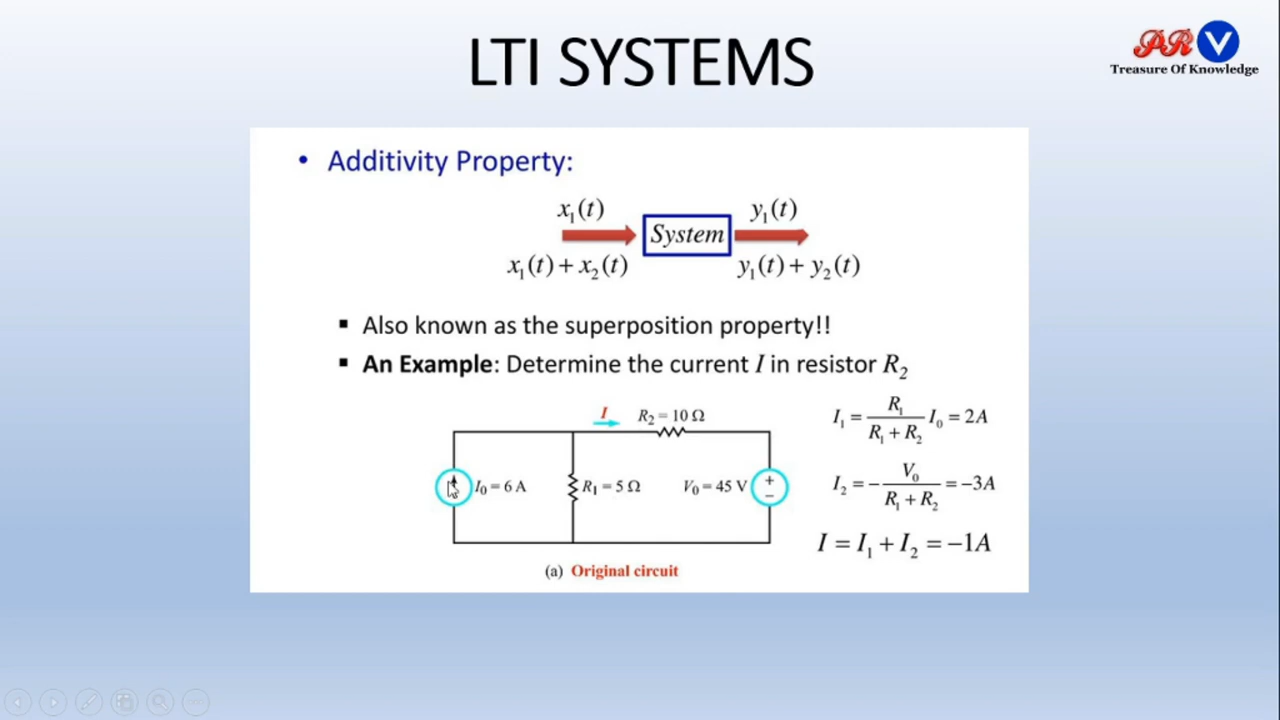 LTI SYSTEMS
PR V
Treasure Of Knowledge
• Additivity Property:
x₁(t)
System
y₁(t)
x₁(t) + x₂(t)
y₁(t) + y₂(t)
▪ Also known as the superposition property!!
▪ An Example: Determine the current I in resistor R₂
I
R₂ = 10 Ω
I₀ = 6 A
R₁ = 5 Ω
V₀ = 45 V
+
−
(a) Original circuit
I₁ = R₁ / (R₁ + R₂) I₀ = 2A
I₂ = − V₀ / (R₁ + R₂) = −3A
I = I₁ + I₂ = −1A